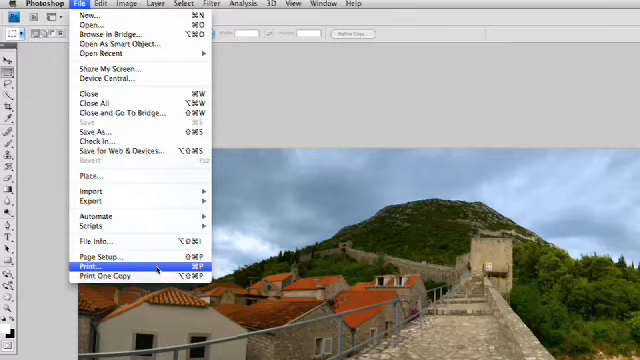 Photoshop File Edit Image Layer Select Filter Analysis 3D View Window Help
New... ⌘N
Open... ⌘O
Browse in Bridge... ⌥⌘O
Open As Smart Object...
Open Recent
Share My Screen...
Device Central...
Close ⌘W
Close All ⌥⌘W
Close and Go To Bridge... ⇧⌘W
Save ⌘S
Save As... ⇧⌘S
Check In...
Save for Web & Devices... ⌥⇧⌘S
Revert F12
Place...
Import
Export
Automate
Scripts
File Info... ⌥⇧⌘I
Page Setup... ⇧⌘P
Print... ⌘P
Print One Copy ⌥⇧⌘P